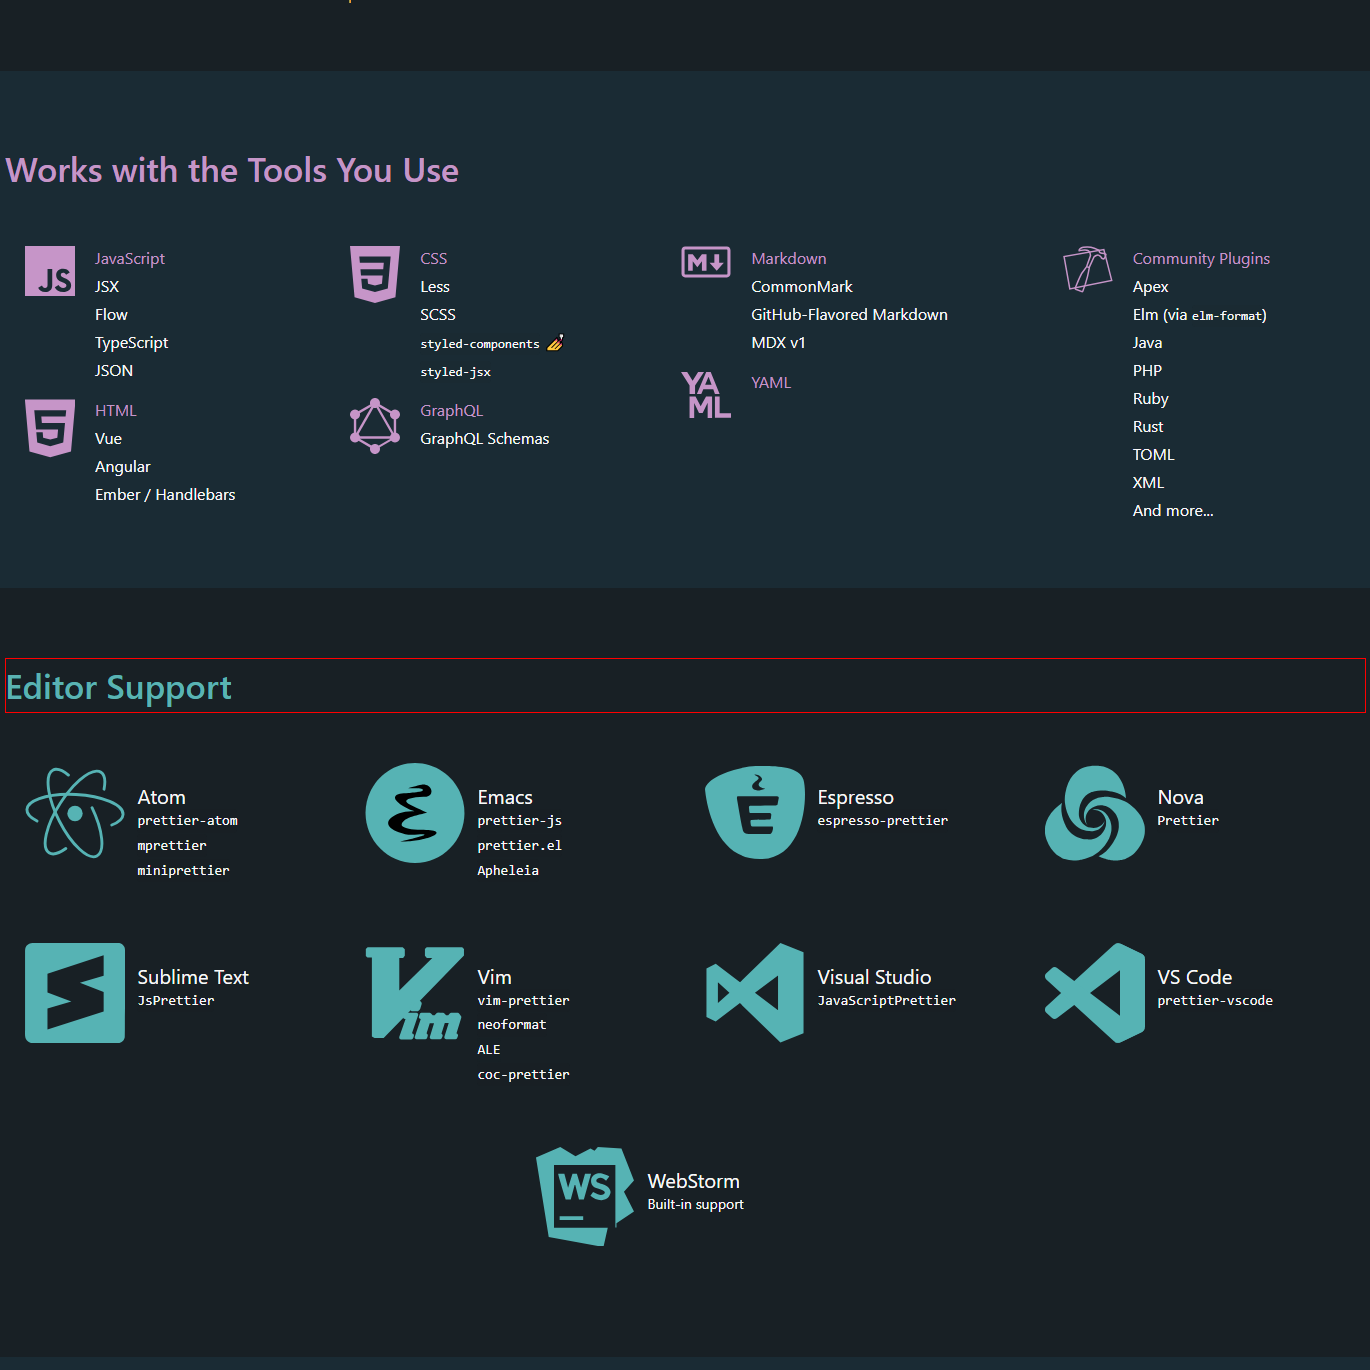 Works with the Tools You Use
JS
JavaScript
JSX
Flow
TypeScript
JSON
HTML
Vue
Angular
Ember / Handlebars
CSS
Less
SCSS
styled-components 💅
styled-jsx
GraphQL
GraphQL Schemas
M
Markdown
CommonMark
GitHub-Flavored Markdown
MDX v1
YA
ML
YAML
Community Plugins
Apex
Elm (via elm-format)
Java
PHP
Ruby
Rust
TOML
XML
And more...
Editor Support
Atom
prettier-atom
mprettier
miniprettier
Emacs
prettier-js
prettier.el
Apheleia
Espresso
espresso-prettier
Nova
Prettier
Sublime Text
JsPrettier
Vim
Vim
vim-prettier
neoformat
ALE
coc-prettier
Visual Studio
JavaScriptPrettier
VS Code
prettier-vscode
WS
WebStorm
Built-in support